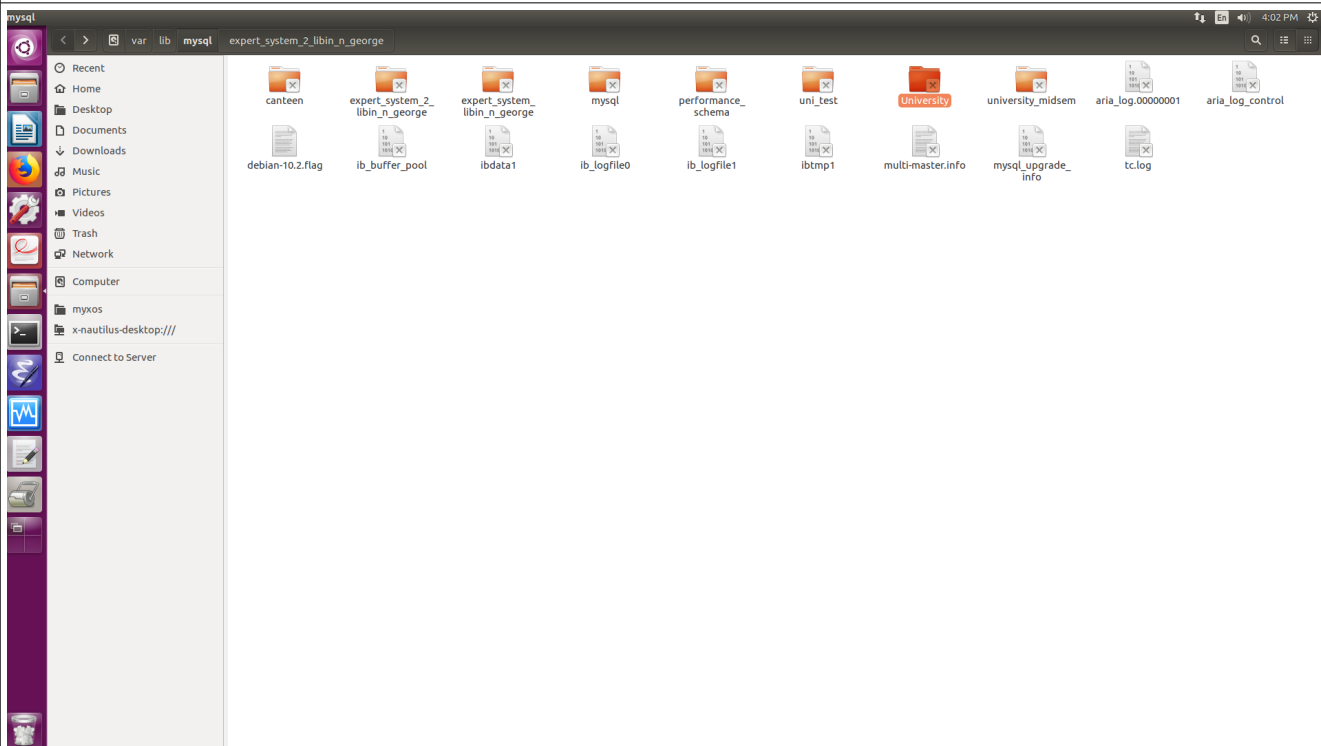 mysql
En
4:02 PM
var lib mysql expert_system_2_libin_n_george
Recent
Home
Desktop
Documents
Downloads
Music
Pictures
Videos
Trash
Network
Computer
myxos
x-nautilus-desktop:///
Connect to Server
canteen
expert_system_2_
libin_n_george
expert_system_
libin_n_george
mysql
performance_
schema
uni_test
University
university_midsem
aria_log.00000001
aria_log_control
debian-10.2.flag
ib_buffer_pool
ibdata1
ib_logfile0
ib_logfile1
ibtmp1
multi-master.info
mysql_upgrade_
info
tc.log